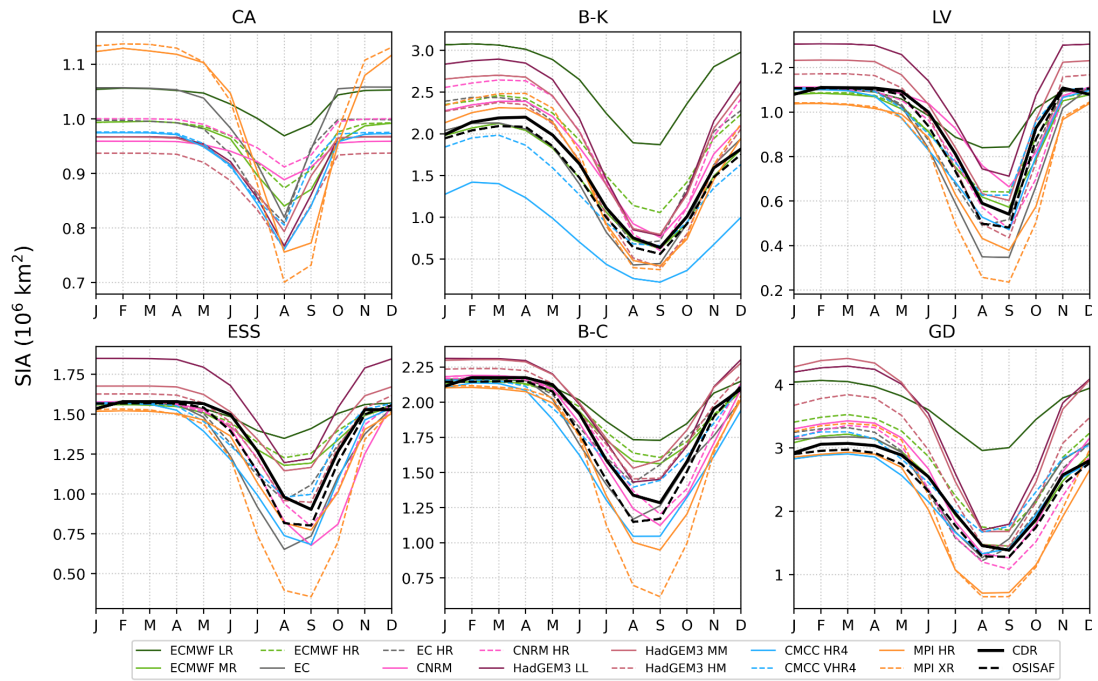 CA
B-K
LV
1.1
1.0
0.9
0.8
0.7
3.0
2.5
2.0
1.5
1.0
0.5
1.2
1.0
0.8
0.6
0.4
0.2
J F M A M J J A S O N D
J F M A M J J A S O N D
J F M A M J J A S O N D
SIA (10⁶ km²)
ESS
B-C
GD
1.75
1.50
1.25
1.00
0.75
0.50
2.25
2.00
1.75
1.50
1.25
1.00
0.75
4
3
2
1
J F M A M J J A S O N D
J F M A M J J A S O N D
J F M A M J J A S O N D
ECMWF LR ECMWF HR EC HR CNRM HR HadGEM3 MM CMCC HR4 MPI HR CDR
ECMWF MR EC CNRM HadGEM3 LL HadGEM3 HM CMCC VHR4 MPI XR OSISAF